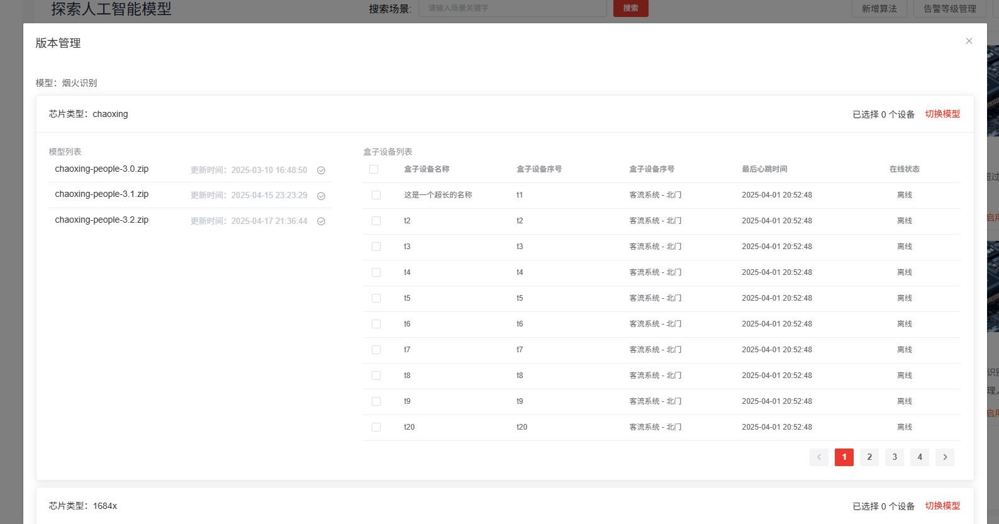 探索人工智能模型 搜索场景: 请输入场景关键字 搜索 新增算法 告警等级管理
版本管理
模型：烟火识别
芯片类型：chaoxing 已选择 0 个设备 切换模型
模型列表
chaoxing-people-3.0.zip 更新时间：2025-03-10 16:48:50
chaoxing-people-3.1.zip 更新时间：2025-04-15 23:23:29
chaoxing-people-3.2.zip 更新时间：2025-04-17 21:36:44
盒子设备列表
盒子设备名称 盒子设备序号 盒子设备序号 最后心跳时间 在线状态
这是一个超长的名称 t1 客流系统 - 北门 2025-04-01 20:52:48 离线
t2 t2 客流系统 - 北门 2025-04-01 20:52:48 离线
t3 t3 客流系统 - 北门 2025-04-01 20:52:48 离线
t4 t4 客流系统 - 北门 2025-04-01 20:52:48 离线
t5 t5 客流系统 - 北门 2025-04-01 20:52:48 离线
t6 t6 客流系统 - 北门 2025-04-01 20:52:48 离线
t7 t7 客流系统 - 北门 2025-04-01 20:52:48 离线
t8 t8 客流系统 - 北门 2025-04-01 20:52:48 离线
t9 t9 客流系统 - 北门 2025-04-01 20:52:48 离线
t20 t20 客流系统 - 北门 2025-04-01 20:52:48 离线
1 2 3 4
芯片类型：1684x 已选择 0 个设备 切换模型